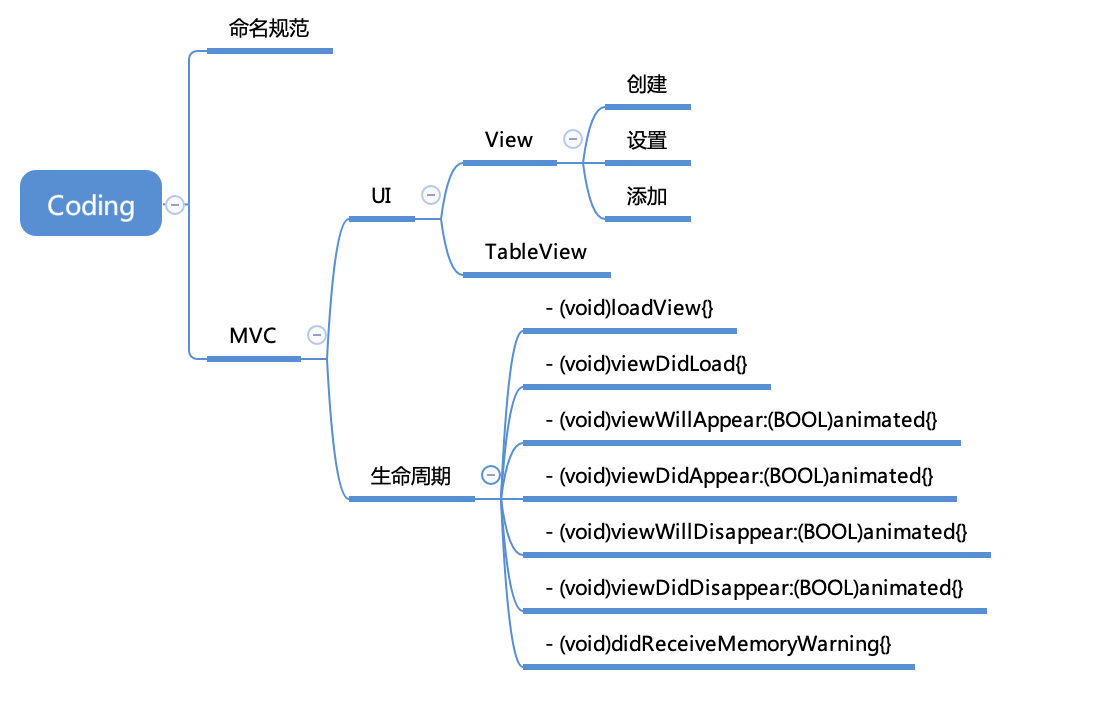 命名规范
创建
View
设置
UI
添加
Coding
TableView
- (void)loadView{}
MVC
- (void)viewDidLoad{}
- (void)viewWillAppear:(BOOL)animated{}
生命周期
- (void)viewDidAppear:(BOOL)animated{}
- (void)viewWillDisappear:(BOOL)animated{}
- (void)viewDidDisappear:(BOOL)animated{}
- (void)didReceiveMemoryWarning{}